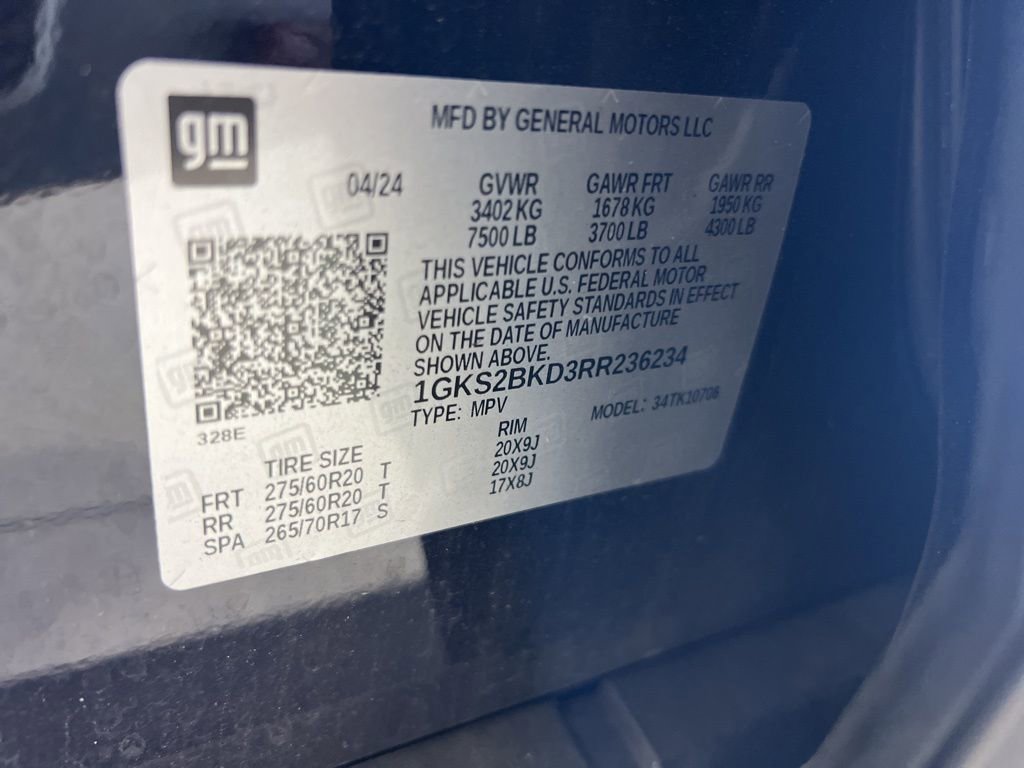 gm
MFD BY GENERAL MOTORS LLC
04/24 GVWR GAWR FRT GAWR RR
3402 KG 1678 KG 1950 KG
7500 LB 3700 LB 4300 LB
THIS VEHICLE CONFORMS TO ALL
APPLICABLE U.S. FEDERAL MOTOR
VEHICLE SAFETY STANDARDS IN EFFECT
ON THE DATE OF MANUFACTURE
SHOWN ABOVE.
1GKS2BKD3RR236234
TYPE: MPV MODEL: 34TK10706
328E
TIRE SIZE RIM
FRT 275/60R20 T 20X9J
RR 275/60R20 T 20X9J
SPA 265/70R17 S 17X8J